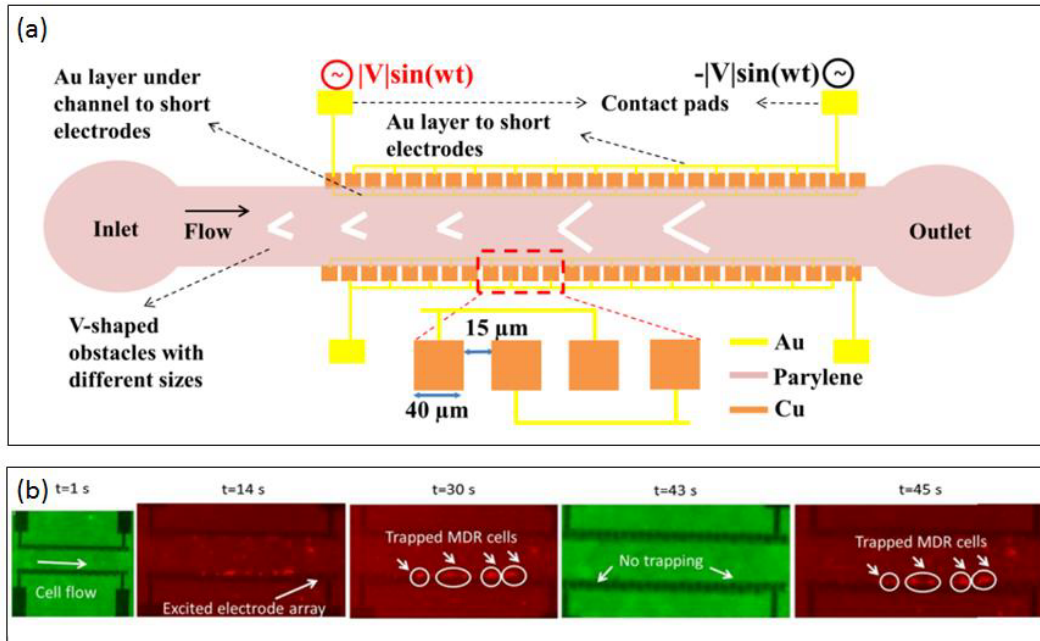 (a)
Au layer under
channel to short
electrodes
~ |V|sin(wt)
-|V|sin(wt) ~
Contact pads
Au layer to short
electrodes
Inlet
Flow
Outlet
V-shaped
obstacles with
different sizes
15 µm
40 µm
Au
Parylene
Cu
(b)
t=1 s
t=14 s
t=30 s
t=43 s
t=45 s
Cell flow
Excited electrode array
Trapped MDR cells
No trapping
Trapped MDR cells